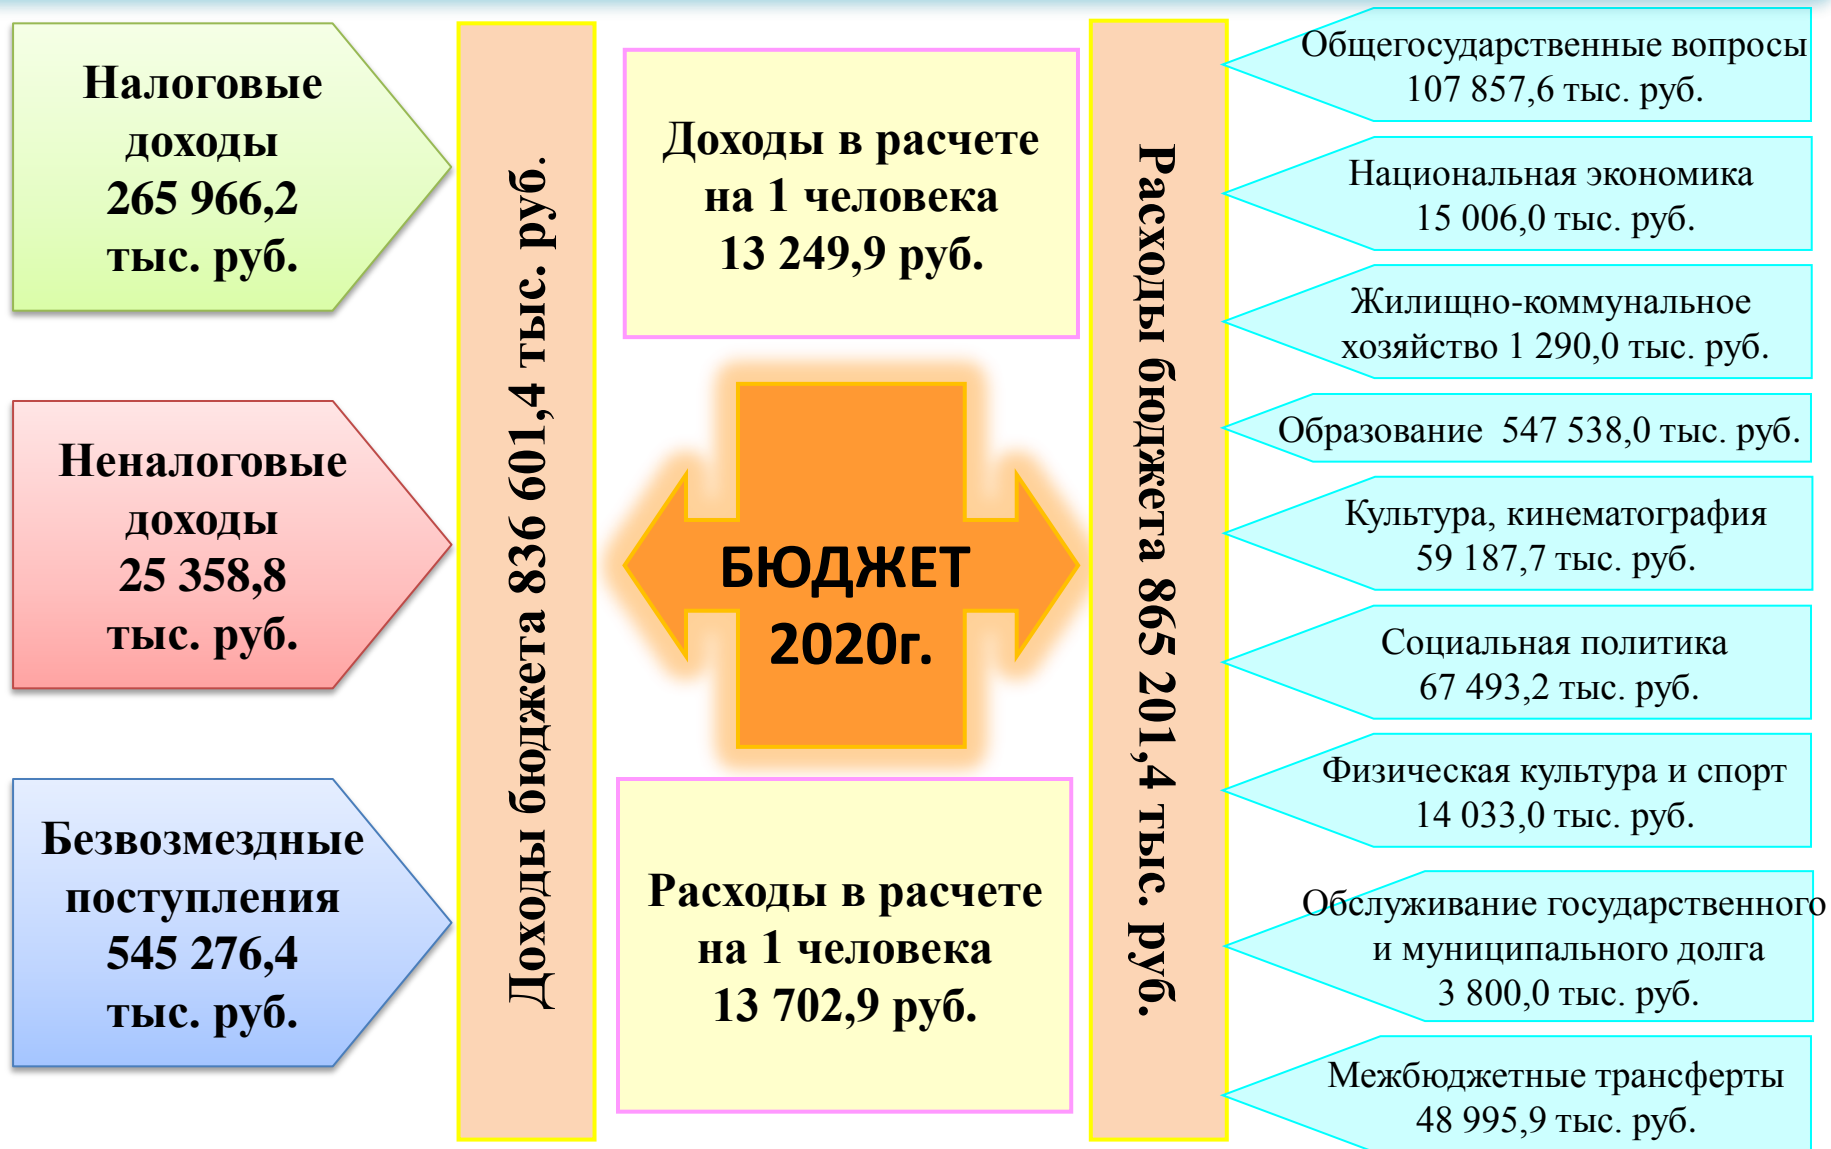 Налоговые
доходы
265 966,2
тыс. руб.
Неналоговые
доходы
25 358,8
тыс. руб.
Безвозмездные
поступления
545 276,4
тыс. руб.
Доходы бюджета 836 601,4 тыс. руб.
Доходы в расчете
на 1 человека
13 249,9 руб.
БЮДЖЕТ
2020г.
Расходы в расчете
на 1 человека
13 702,9 руб.
Расходы бюджета 865 201,4 тыс. руб.
Общегосударственные вопросы
107 857,6 тыс. руб.
Национальная экономика
15 006,0 тыс. руб.
Жилищно-коммунальное
хозяйство 1 290,0 тыс. руб.
Образование 547 538,0 тыс. руб.
Культура, кинематография
59 187,7 тыс. руб.
Социальная политика
67 493,2 тыс. руб.
Физическая культура и спорт
14 033,0 тыс. руб.
Обслуживание государственного
и муниципального долга
3 800,0 тыс. руб.
Межбюджетные трансферты
48 995,9 тыс. руб.